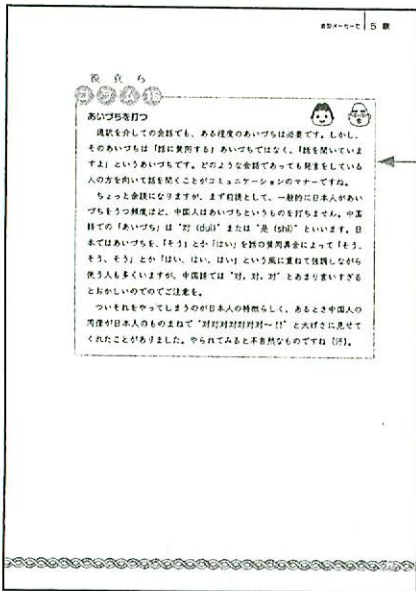 ５章
役立ち
コラム
あいづちを打つ
通訳を介しての会話でも、ある程度のあいづちは必要です。しかし、
そのあいづちは「話に賛同する」あいづちではなく、「話を聞いています
よ」というあいづちです。どのような会話であっても発言をしている
人の方を向いて話を聞くことがコミュニケーションのマナーですね。
ちょっと余談になりますが、まず前提として、一般的に日本人があい
づちをうつ頻度ほど、中国人はあいづちというものを打ちません。中国
語での「あいづち」は“对 (duì)”または“是 (shì)”といいます。日
本ではあいづちを、「そう」とか「はい」を話の賛同具合によって「そう、
そう、そう」とか「はい、はい、はい」という風に重ねて強調しながら
使う人も多くいますが、中国語では“对，对，对”とあまり言いすぎる
とおかしいのでのでご注意を。
ついそれをやってしまうのが日本人の特徴らしく、あるとき中国人の
同僚が日本人のものまねで“对对对对对对对～!!”と大げさに見せて
くれたことがありました。やられてみると不自然なものですね（汗）。